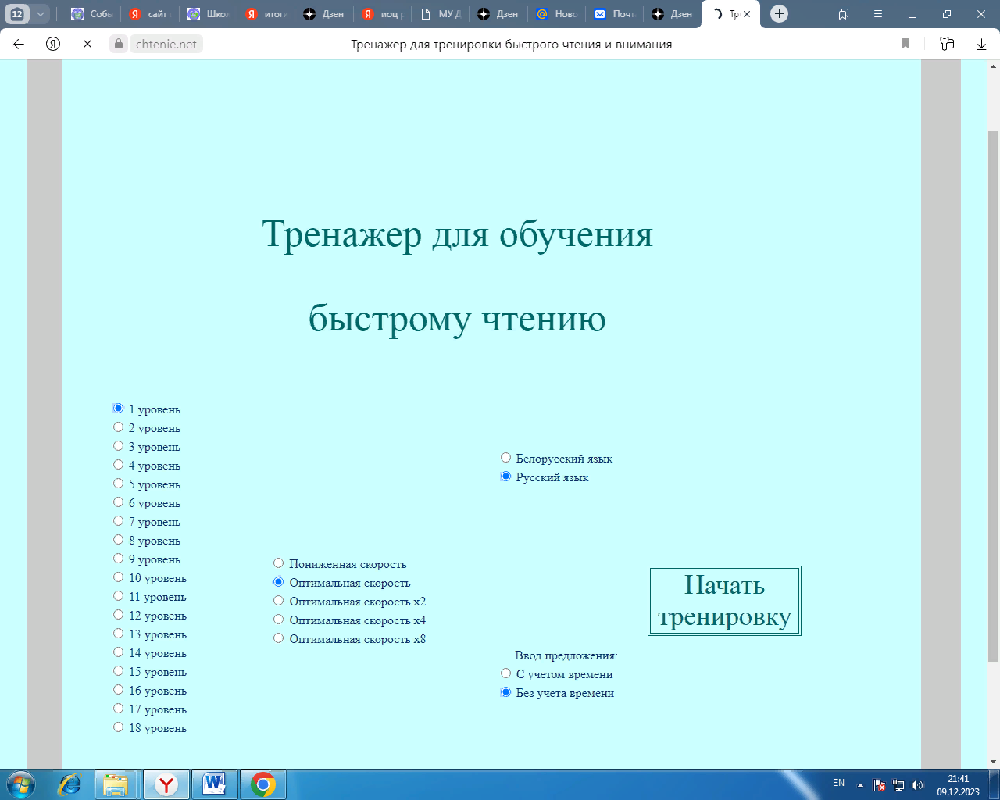 12
Собы
сайт
Школ
итоги
Дзен
иоц р
МУ Д
Дзен
Ново
Почт
Дзен
Тре
chtenie.net
Тренажер для тренировки быстрого чтения и внимания
Тренажер для обучения
быстрому чтению
1 уровень
2 уровень
3 уровень
4 уровень
5 уровень
6 уровень
7 уровень
8 уровень
9 уровень
10 уровень
11 уровень
12 уровень
13 уровень
14 уровень
15 уровень
16 уровень
17 уровень
18 уровень
Пониженная скорость
Оптимальная скорость
Оптимальная скорость x2
Оптимальная скорость x4
Оптимальная скорость x8
Белорусский язык
Русский язык
Ввод предложения:
С учетом времени
Без учета времени
Начать
тренировку
EN
21:41
09.12.2023